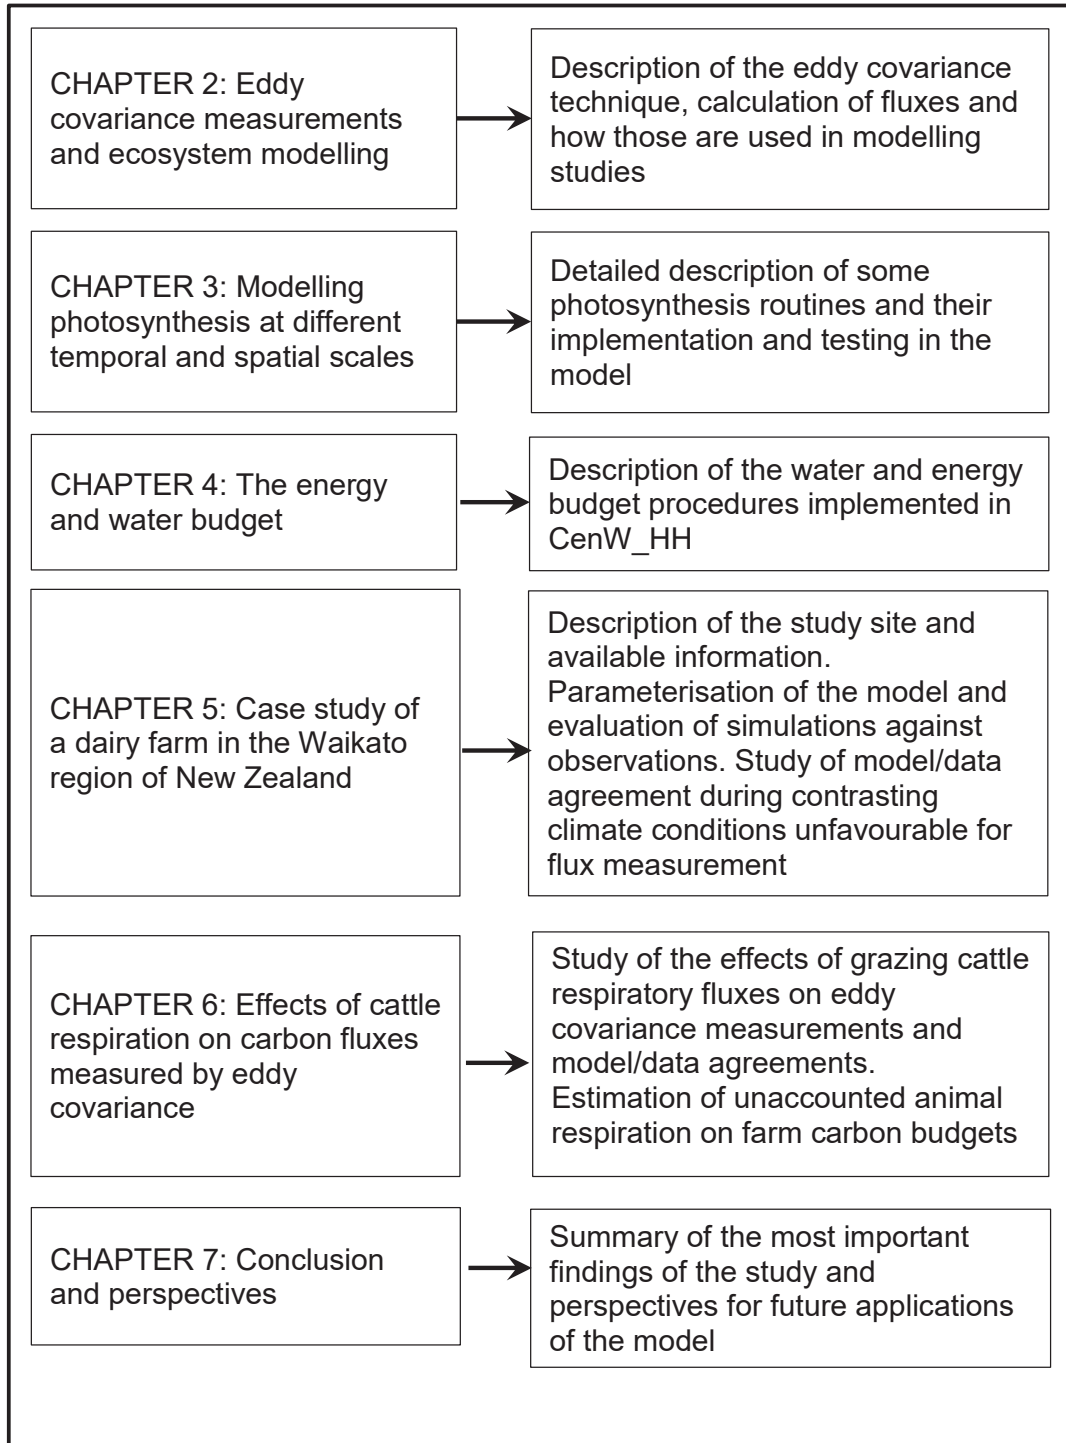 CHAPTER 2: Eddy
covariance measurements
and ecosystem modelling
Description of the eddy covariance
technique, calculation of fluxes and
how those are used in modelling
studies
CHAPTER 3: Modelling
photosynthesis at different
temporal and spatial scales
Detailed description of some
photosynthesis routines and their
implementation and testing in the
model
CHAPTER 4: The energy
and water budget
Description of the water and energy
budget procedures implemented in
CenW_HH
CHAPTER 5: Case study of
a dairy farm in the Waikato
region of New Zealand
Description of the study site and
available information.
Parameterisation of the model and
evaluation of simulations against
observations. Study of model/data
agreement during contrasting
climate conditions unfavourable for
flux measurement
CHAPTER 6: Effects of cattle
respiration on carbon fluxes
measured by eddy
covariance
Study of the effects of grazing cattle
respiratory fluxes on eddy
covariance measurements and
model/data agreements.
Estimation of unaccounted animal
respiration on farm carbon budgets
CHAPTER 7: Conclusion
and perspectives
Summary of the most important
findings of the study and
perspectives for future applications
of the model